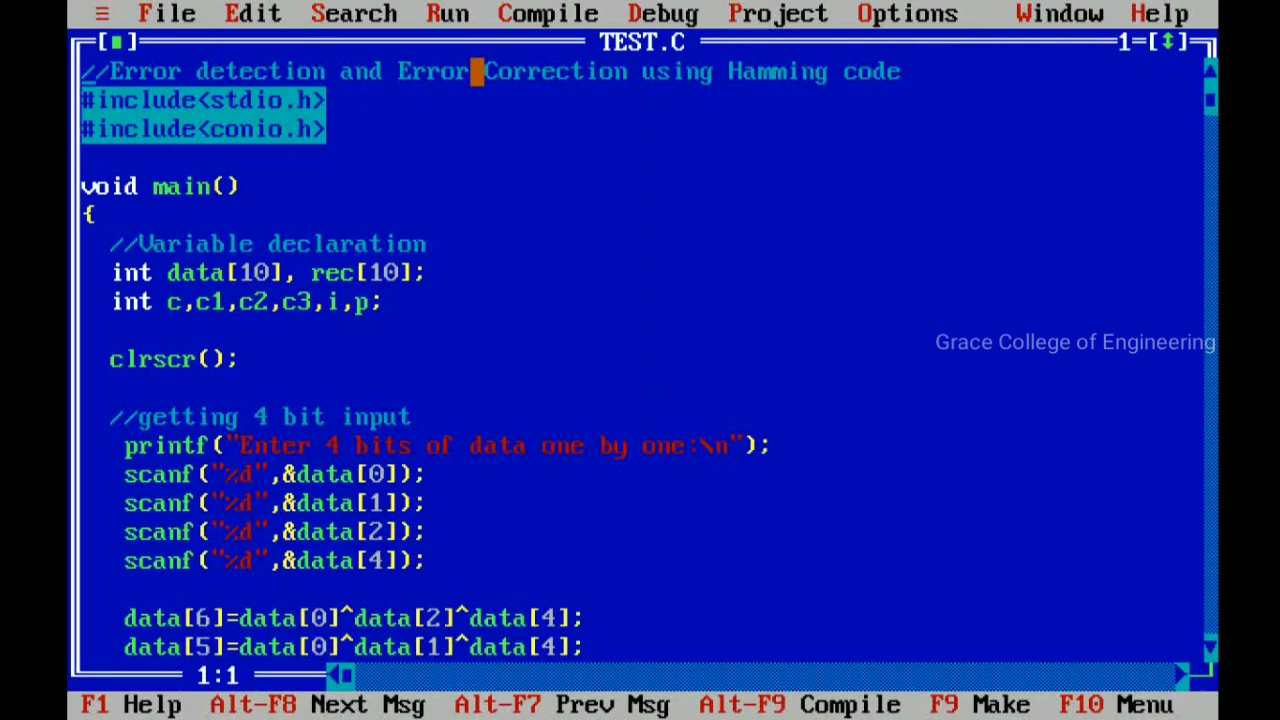 ≡ File Edit Search Run Compile Debug Project Options Window Help
[■] TEST.C 1=[↕]
//Error detection and Error Correction using Hamming code
#include<stdio.h>
#include<conio.h>
void main()
{
//Variable declaration
int data[10], rec[10];
int c,c1,c2,c3,i,p;
Grace College of Engineering
clrscr();
//getting 4 bit input
printf("Enter 4 bits of data one by one:\n");
scanf("%d",&data[0]);
scanf("%d",&data[1]);
scanf("%d",&data[2]);
scanf("%d",&data[4]);
data[6]=data[0]^data[2]^data[4];
data[5]=data[0]^data[1]^data[4];
1:1
F1 Help Alt-F8 Next Msg Alt-F7 Prev Msg Alt-F9 Compile F9 Make F10 Menu